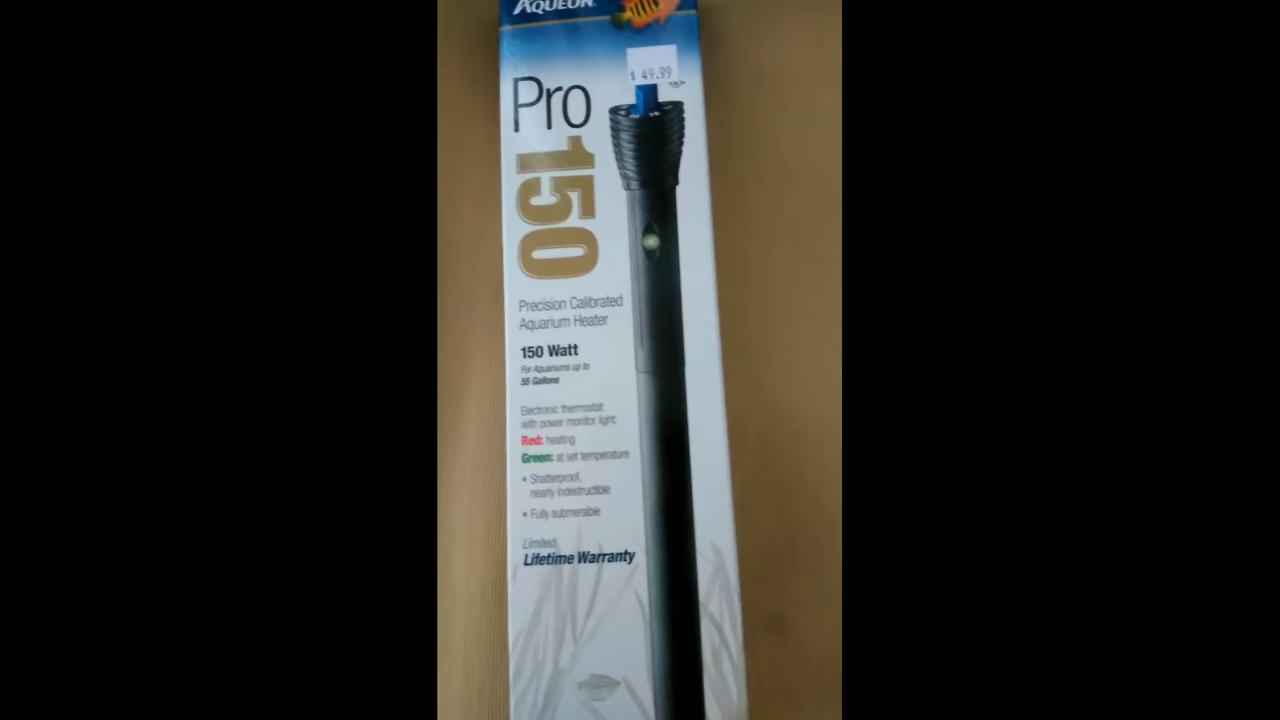 AQUEON
$ 49.99
Pro
150
Precision Calibrated
Aquarium Heater
150 Watt
For Aquariums up to
55 Gallons
Electronic thermostat
with power monitor light:
Red: heating
Green: at set temperature
• Shatterproof,
nearly indestructible
• Fully submersible
Limited
Lifetime Warranty